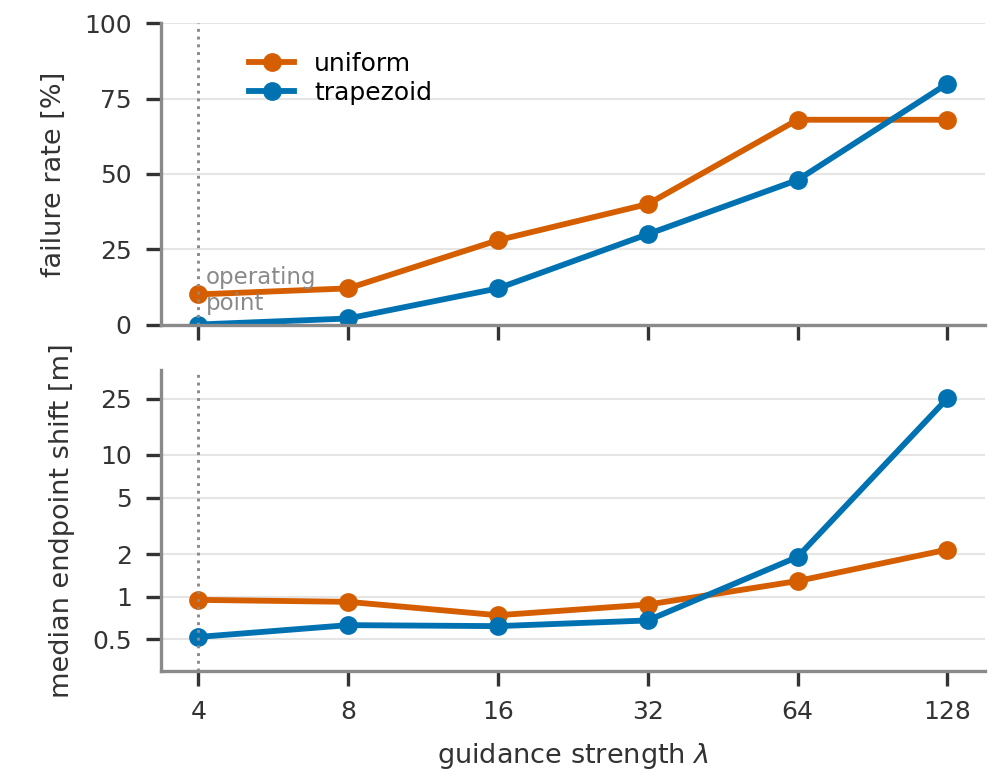 failure rate [%]
100
75
50
25
0
uniform
trapezoid
operating
point
median endpoint shift [m]
25
10
5
2
1
0.5
4 8 16 32 64 128
guidance strength λ